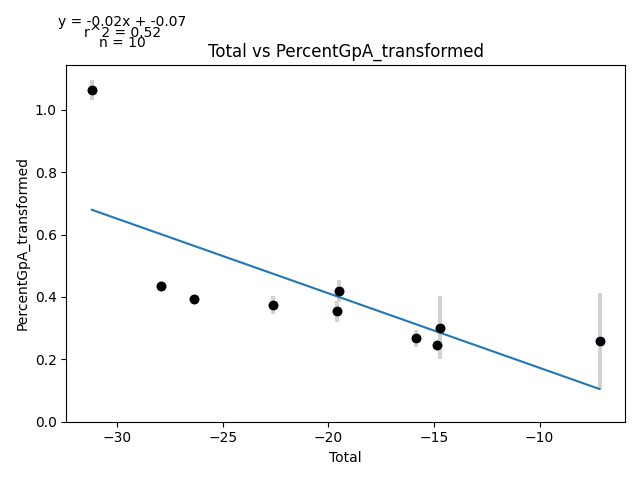 y = -0.02x + -0.07
r^2 = 0.52
n = 10
Total vs PercentGpA_transformed
PercentGpA_transformed
1.0
0.8
0.6
0.4
0.2
0.0
−30
−25
−20
−15
−10
Total